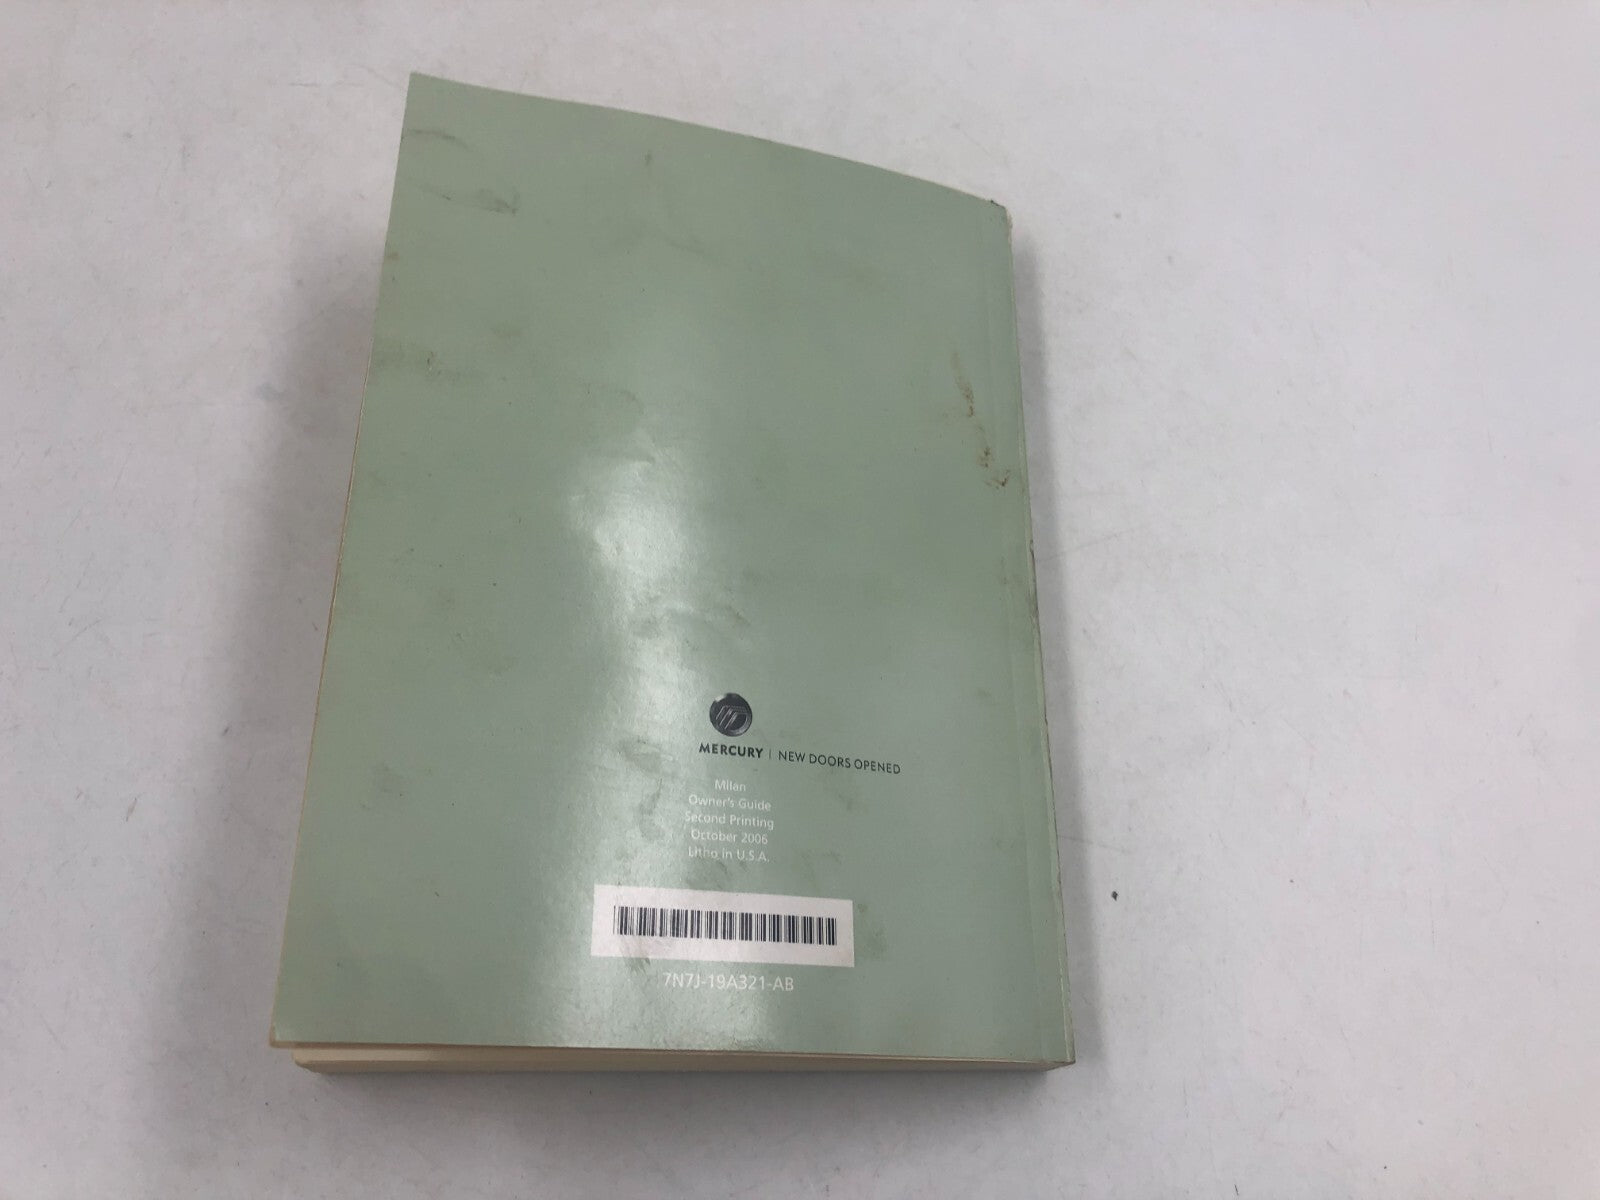 MERCURY | NEW DOORS OPENED
Milan
Owner's Guide
Second Printing
October 2006
Litho in U.S.A.
7N7J-19A321-AB